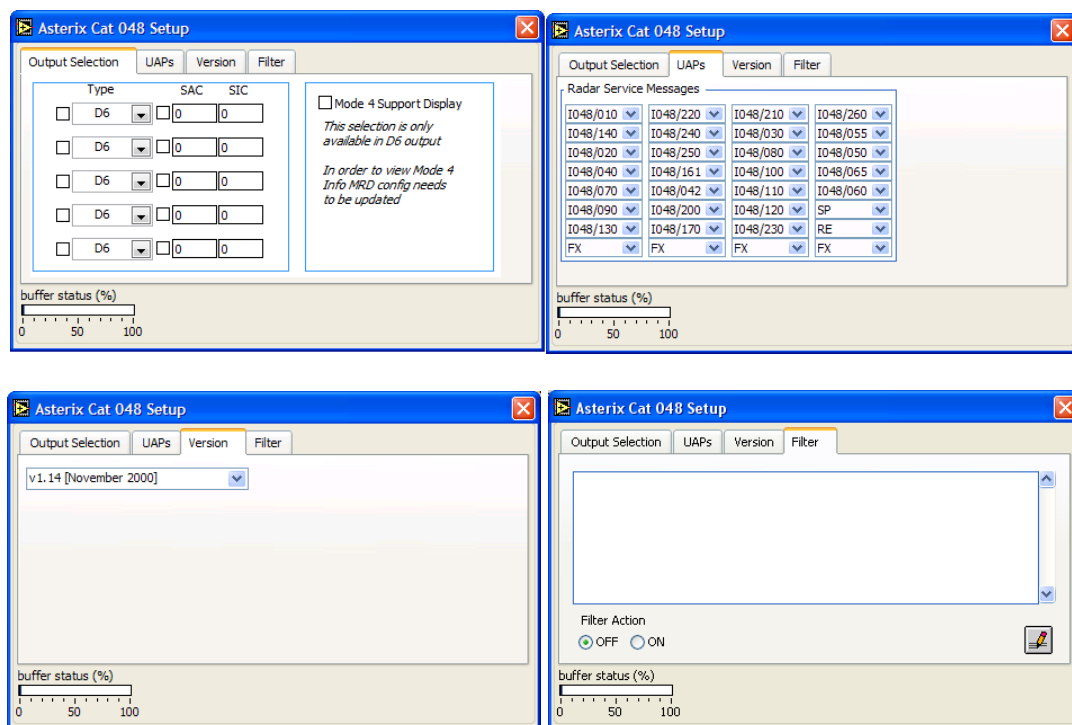 Asterix Cat 048 Setup
Output Selection UAPs Version Filter
Type SAC SIC
D6 0 0
D6 0 0
D6 0 0
D6 0 0
D6 0 0
Mode 4 Support Display
This selection is only
available in D6 output
In order to view Mode 4
Info MRD config needs
to be updated
buffer status (%)
0 50 100
Asterix Cat 048 Setup
Output Selection UAPs Version Filter
Radar Service Messages
I048/010 I048/220 I048/210 I048/260
I048/140 I048/240 I048/030 I048/055
I048/020 I048/250 I048/080 I048/050
I048/040 I048/161 I048/100 I048/065
I048/070 I048/042 I048/110 I048/060
I048/090 I048/200 I048/120 SP
I048/130 I048/170 I048/230 RE
FX FX FX FX
buffer status (%)
0 50 100
Asterix Cat 048 Setup
Output Selection UAPs Version Filter
v1.14 [November 2000]
buffer status (%)
0 50 100
Asterix Cat 048 Setup
Output Selection UAPs Version Filter
Filter Action
OFF ON
buffer status (%)
0 50 100